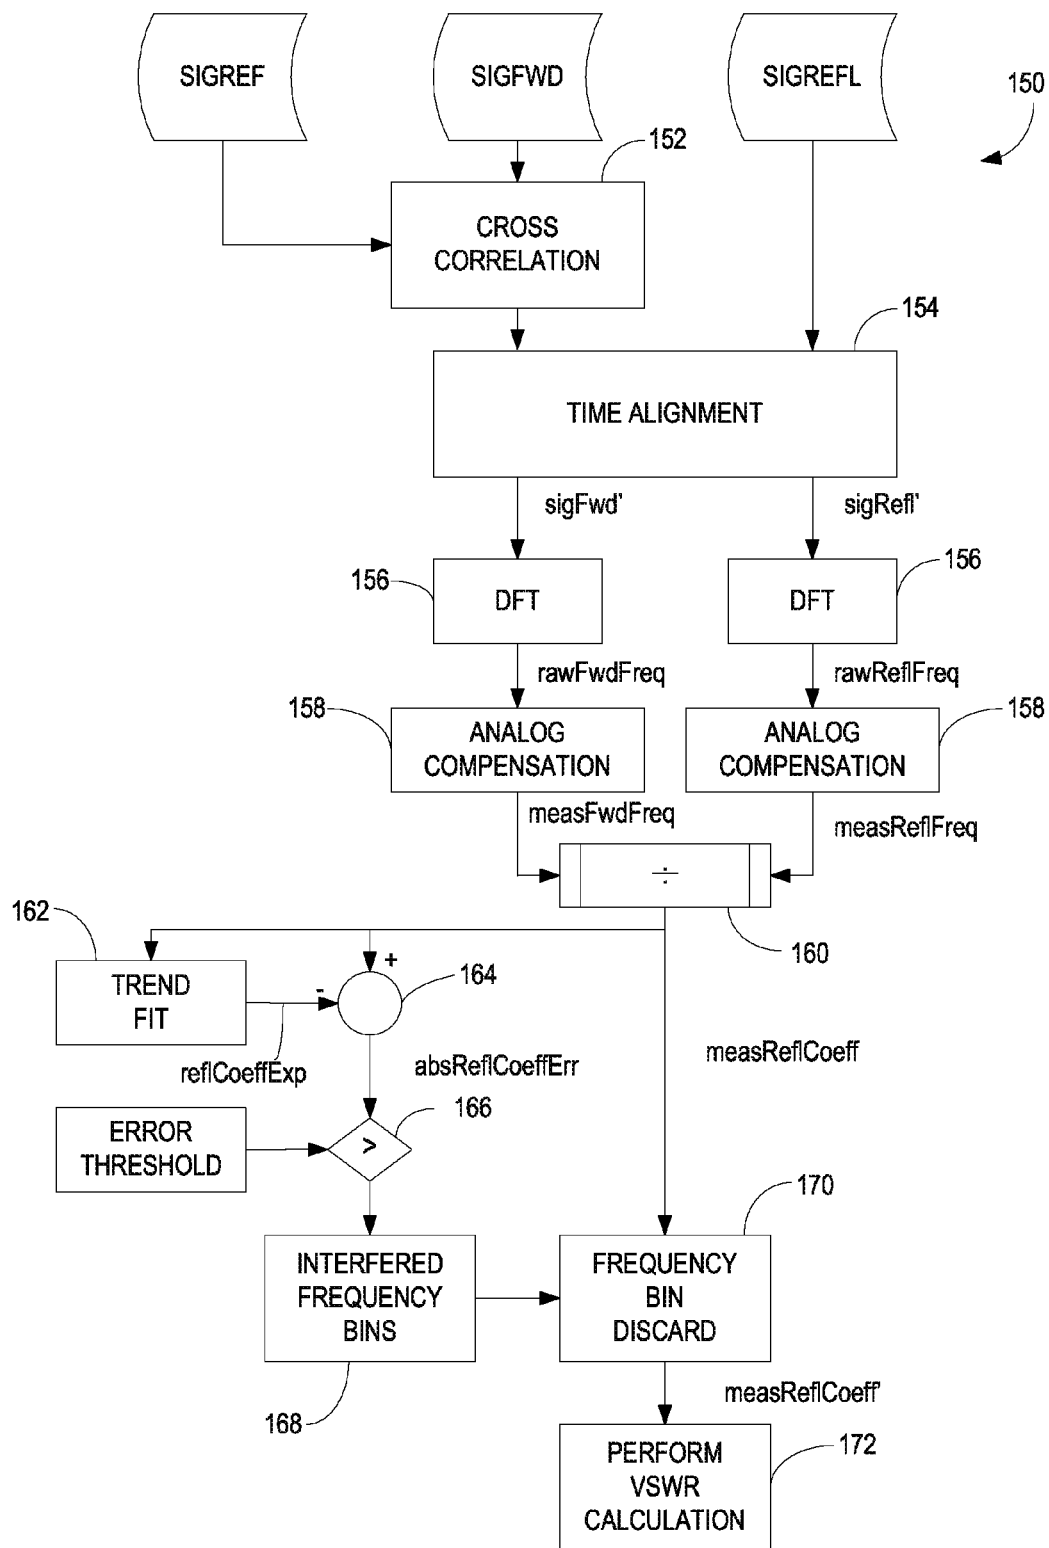 SIGREF
SIGFWD
SIGREFL
150
152
CROSS
CORRELATION
154
TIME ALIGNMENT
sigFwd'
sigRefl'
156
DFT
DFT
156
rawFwdFreq
rawReflFreq
158
ANALOG
COMPENSATION
ANALOG
COMPENSATION
158
measFwdFreq
measReflFreq
÷
160
162
TREND
FIT
+
-
164
reflCoeffExp
absReflCoeffErr
measReflCoeff
ERROR
THRESHOLD
>
166
170
INTERFERED
FREQUENCY
BINS
FREQUENCY
BIN
DISCARD
168
measReflCoeff'
PERFORM
VSWR
CALCULATION
172